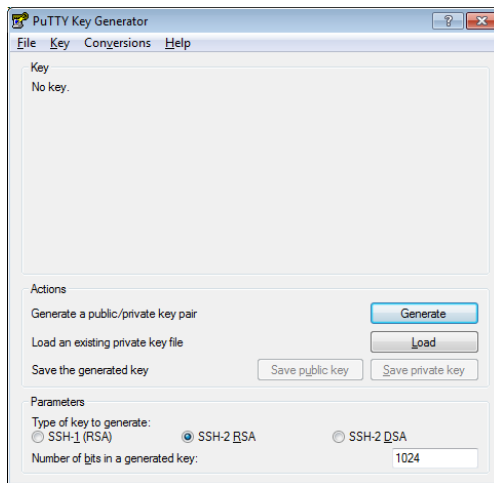 PuTTY Key Generator
File Key Conversions Help
Key
No key.
Actions
Generate a public/private key pair Generate
Load an existing private key file Load
Save the generated key Save public key Save private key
Parameters
Type of key to generate:
SSH-1 (RSA) SSH-2 RSA SSH-2 DSA
Number of bits in a generated key: 1024